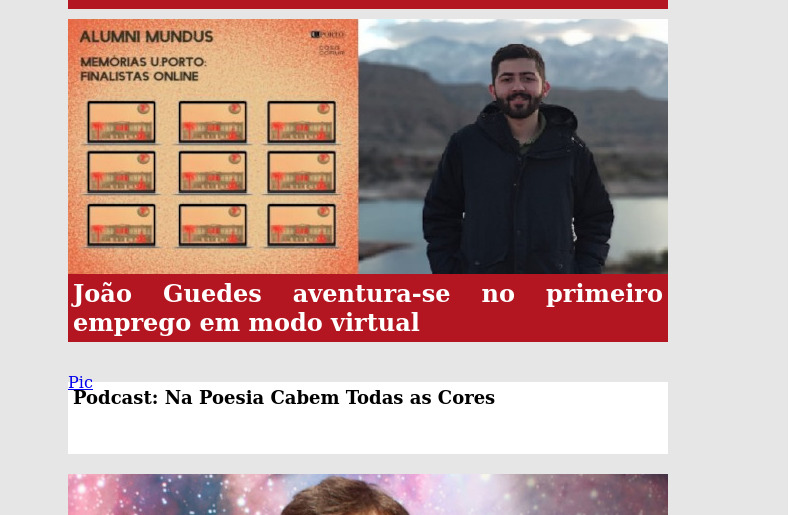 ALUMNI MUNDUS
U.PORTO
MEMÓRIAS U.PORTO:
FINALISTAS ONLINE
João Guedes aventura-se no primeiro
emprego em modo virtual
Pic
Podcast: Na Poesia Cabem Todas as Cores